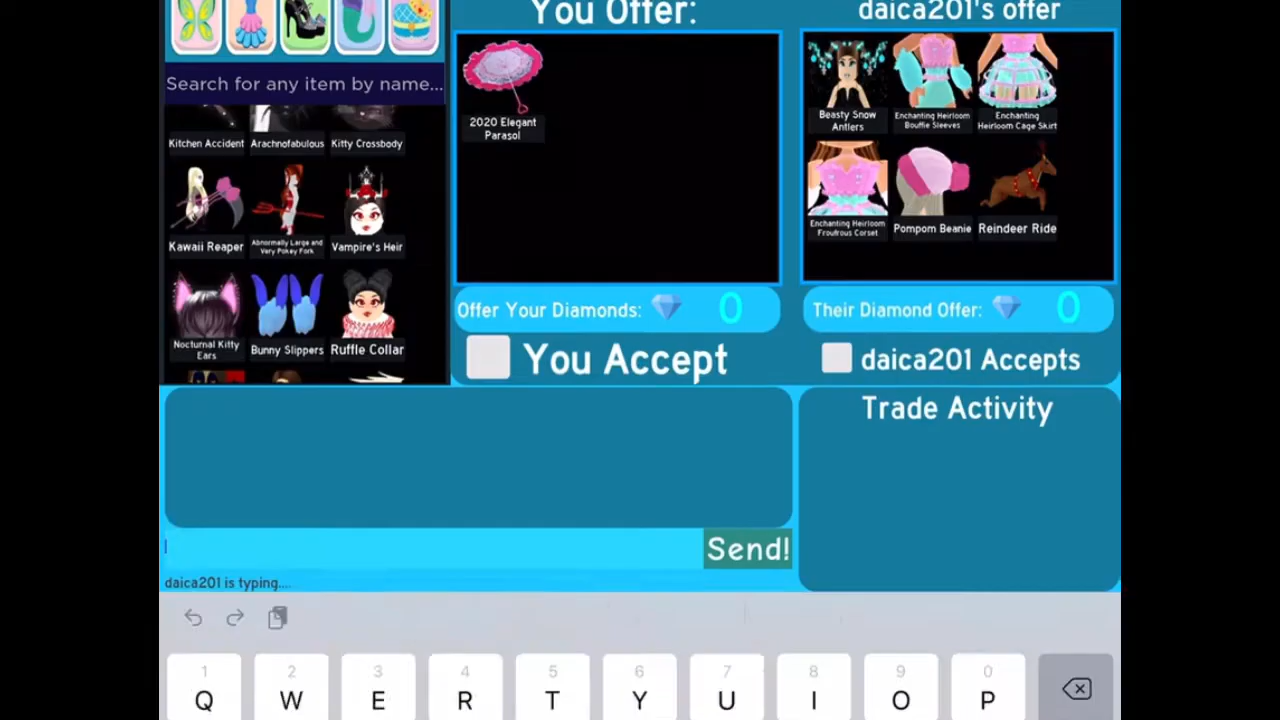 You Offer:
daica201's offer
Search for any item by name...
Kitchen Accident
Arachnofabulous
Kitty Crossbody
Kawaii Reaper
Abnormally Large and
Very Pokey Fork
Vampire's Heir
Nocturnal Kitty
Ears
Bunny Slippers
Ruffle Collar
2020 Elegant
Parasol
Beasty Snow
Antlers
Enchanting Heirloom
Bouffle Sleeves
Enchanting
Heirloom Cage Skirt
Enchanting Heirloom
Froufrous Corset
Pompom Beanie
Reindeer Ride
Offer Your Diamonds: 0
Their Diamond Offer: 0
You Accept
daica201 Accepts
Trade Activity
Send!
daica201 is typing....
1 2 3 4 5 6 7 8 9 0
Q W E R T Y U I O P